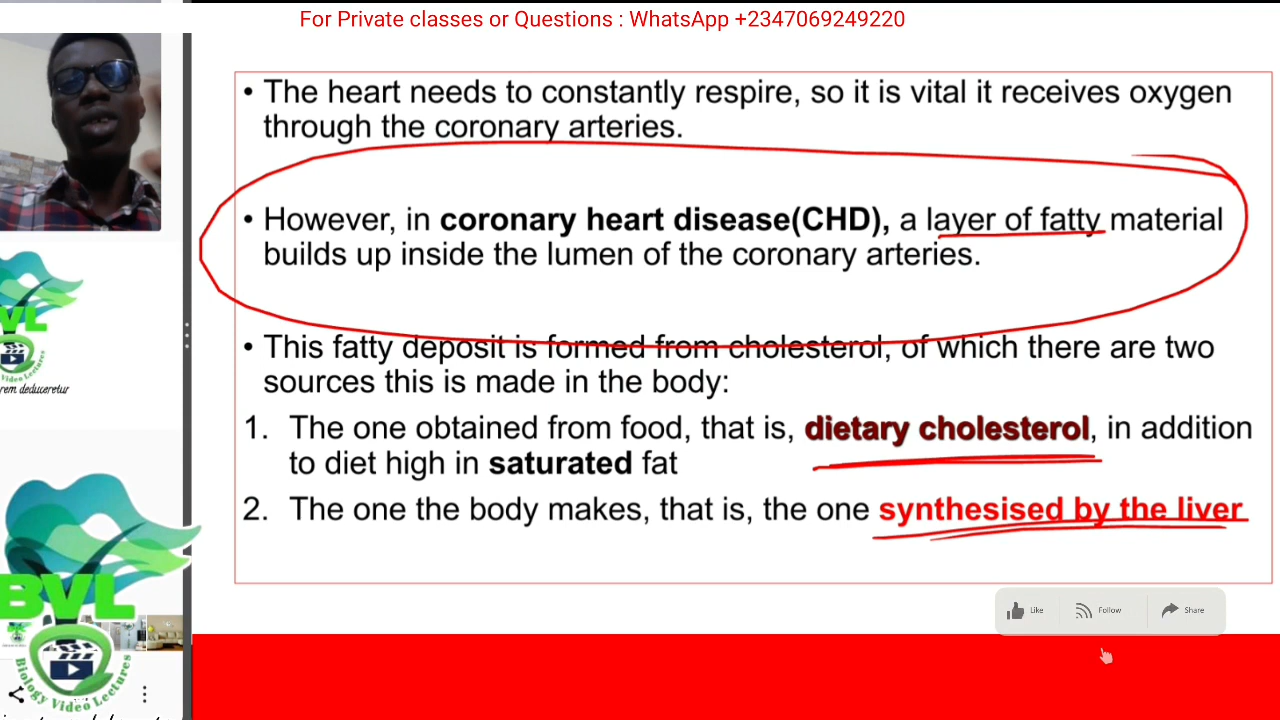 For Private classes or Questions : WhatsApp +2347069249220
• The heart needs to constantly respire, so it is vital it receives oxygen
through the coronary arteries.
• However, in coronary heart disease(CHD), a layer of fatty material
builds up inside the lumen of the coronary arteries.
• This fatty deposit is formed from cholesterol, of which there are two
sources this is made in the body:
1. The one obtained from food, that is, dietary cholesterol, in addition
to diet high in saturated fat
2. The one the body makes, that is, the one synthesised by the liver
Like
Follow
Share
VL
Video Lectures
rem deduceretur
BVL
Biology Video Lectures